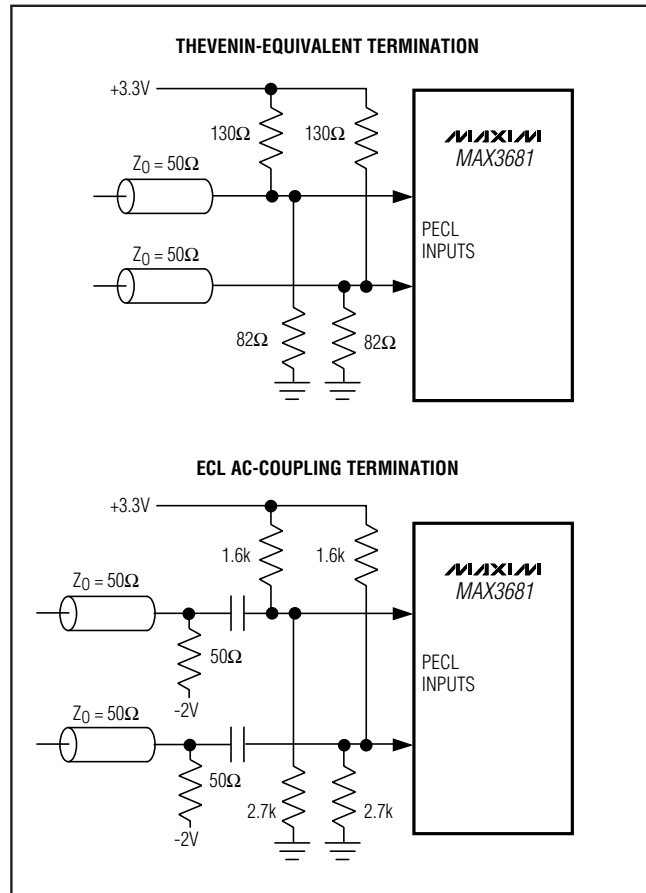 THEVENIN-EQUIVALENT TERMINATION
+3.3V
130Ω 130Ω
MAXIM
MAX3681
Z0 = 50Ω
PECL
INPUTS
Z0 = 50Ω
82Ω 82Ω
ECL AC-COUPLING TERMINATION
+3.3V
1.6k 1.6k
MAXIM
MAX3681
Z0 = 50Ω
50Ω
PECL
INPUTS
-2V
Z0 = 50Ω
50Ω
2.7k 2.7k
-2V